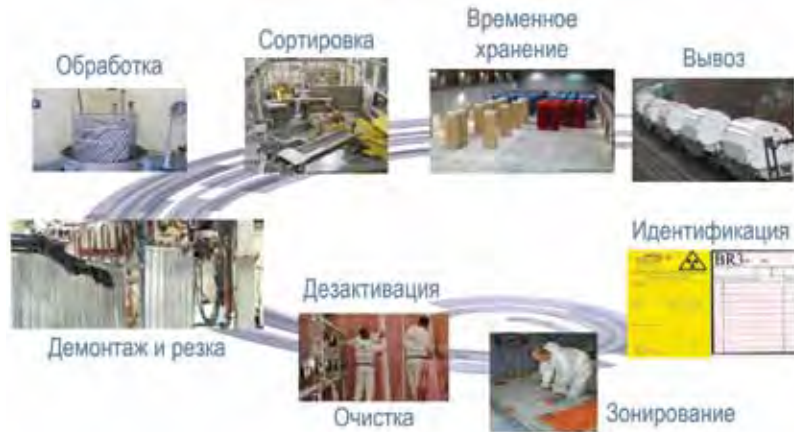 Обработка
Сортировка
Временное
хранение
Вывоз
Демонтаж и резка
Дезактивация
Очистка
Зонирование
Идентификация
BR3-